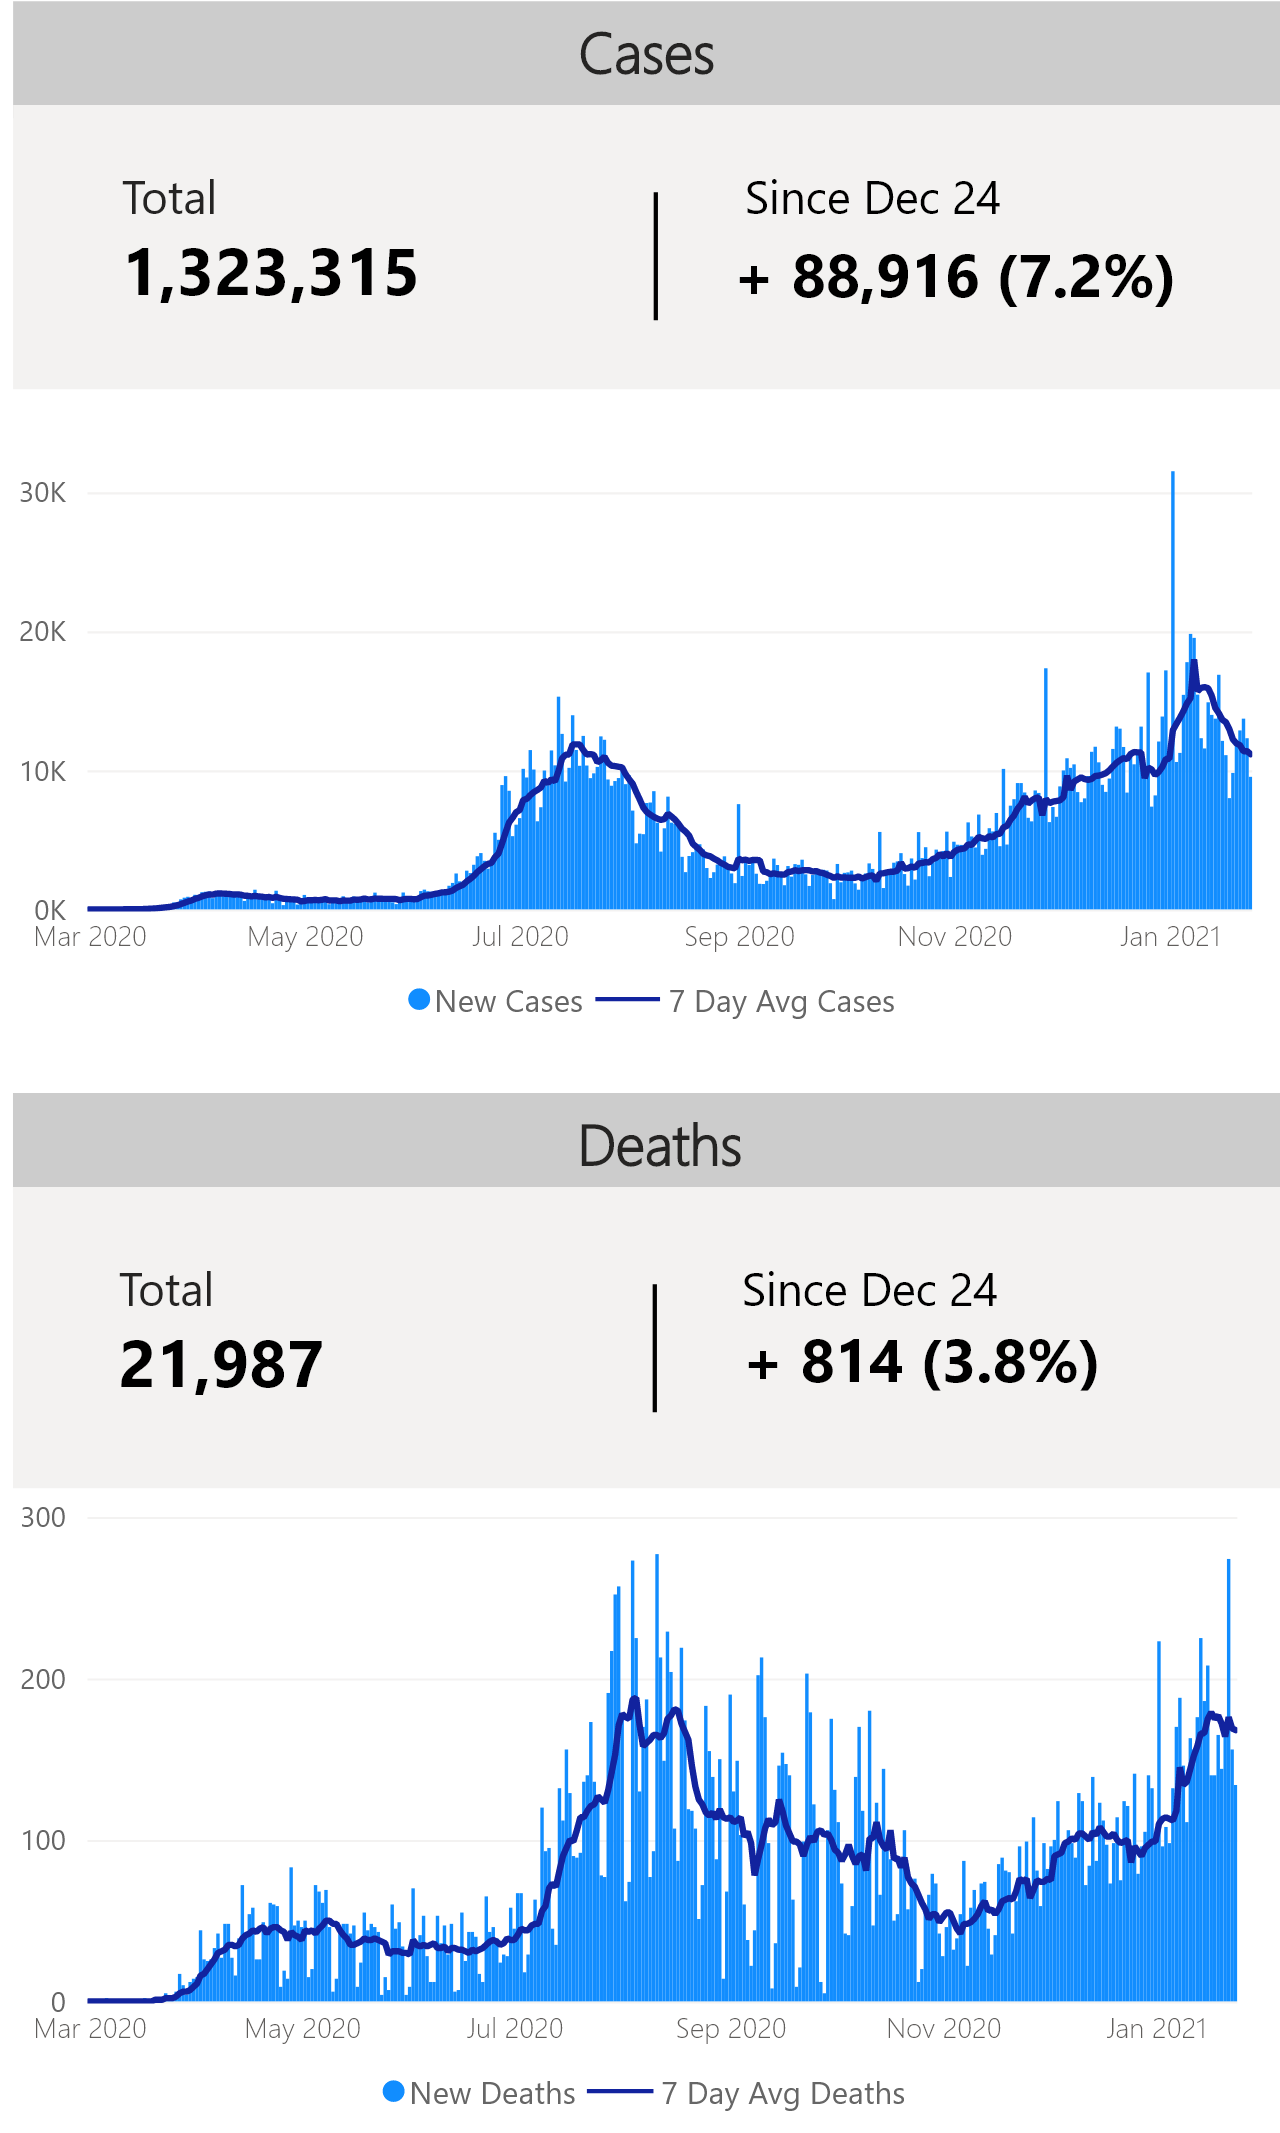 Cases
Total
Since Dec 24
1,323,315
+ 88,916 (7.2%)
30K
20K
10K
0K
Mar 2020 May 2020 Jul 2020 Sep 2020 Nov 2020 Jan 2021
New Cases 7 Day Avg Cases
Deaths
Total
Since Dec 24
21,987
+ 814 (3.8%)
300
200
100
0
Mar 2020 May 2020 Jul 2020 Sep 2020 Nov 2020 Jan 2021
New Deaths 7 Day Avg Deaths